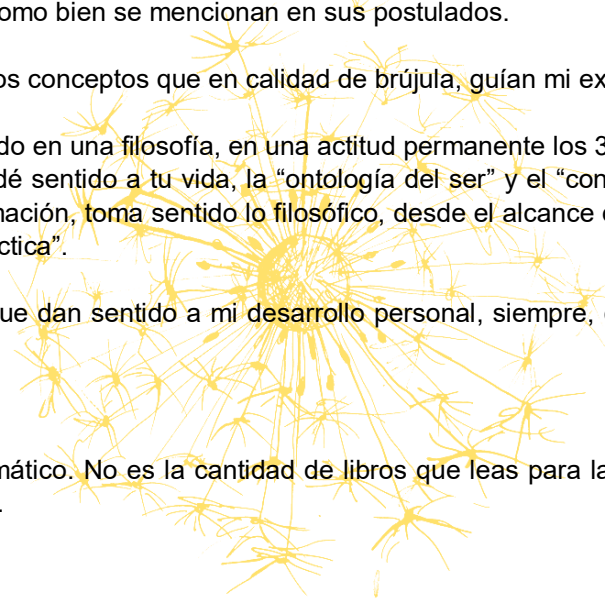 omo bien se mencionan en sus postulados.
os conceptos que en calidad de brújula, guían mi ex
do en una filosofía, en una actitud permanente los 3
dé sentido a tu vida, la “ontología del ser” y el “con
mación, toma sentido lo filosófico, desde el alcance
ctica”.
ue dan sentido a mi desarrollo personal, siempre,
mático. No es la cantidad de libros que leas para la